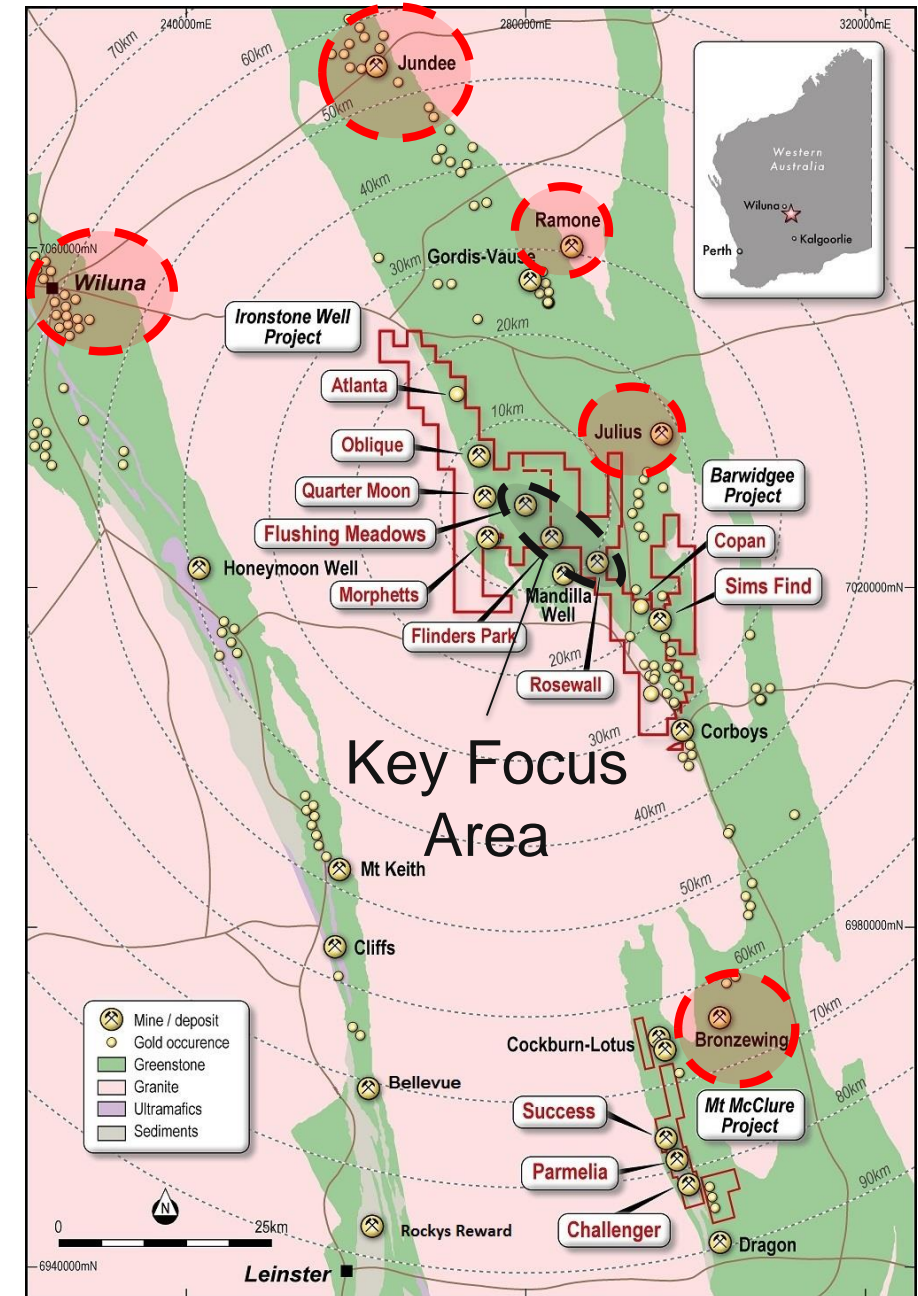 240000mE
280000mE
320000mE
70km
60km
50km
40km
30km
20km
10km
Jundee
Ramone
Gordis-Vause
7060000mN
Wiluna
Western
Australia
Wiluna
Kalgoorlie
Perth
Ironstone Well
Project
Atlanta
Oblique
Quarter Moon
Flushing Meadows
Morphetts
Flinders Park
Mandilla
Well
Rosewall
Julius
Barwidgee
Project
Copan
Sims Find
7020000mN
Honeymoon Well
20km
30km
40km
50km
60km
70km
80km
90km
Corboys
Key Focus
Area
Mt Keith
Cliffs
6980000mN
Bronzewing
Cockburn-Lotus
Mt McClure
Project
Bellevue
Success
Parmelia
Challenger
Rockys Reward
Dragon
Leinster
6940000mN
Mine / deposit
Gold occurence
Greenstone
Granite
Ultramafics
Sediments
N
0
25km